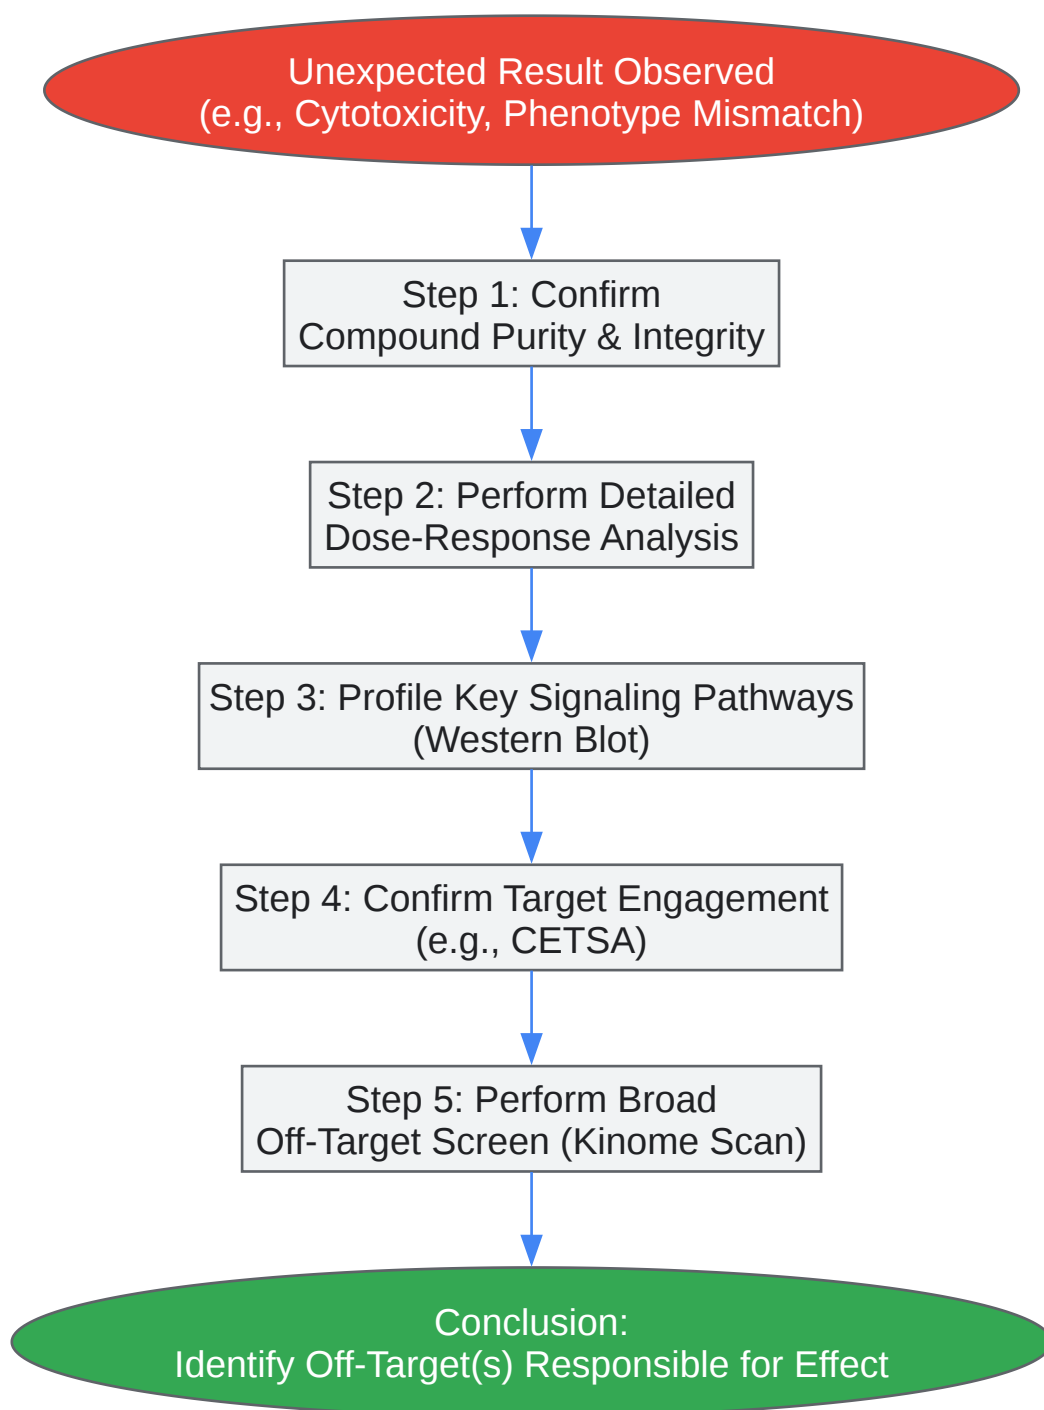 Unexpected Result Observed
(e.g., Cytotoxicity, Phenotype Mismatch)
Step 1: Confirm
Compound Purity & Integrity
Step 2: Perform Detailed
Dose-Response Analysis
Step 3: Profile Key Signaling Pathways
(Western Blot)
Step 4: Confirm Target Engagement
(e.g., CETSA)
Step 5: Perform Broad
Off-Target Screen (Kinome Scan)
Conclusion:
Identify Off-Target(s) Responsible for Effect